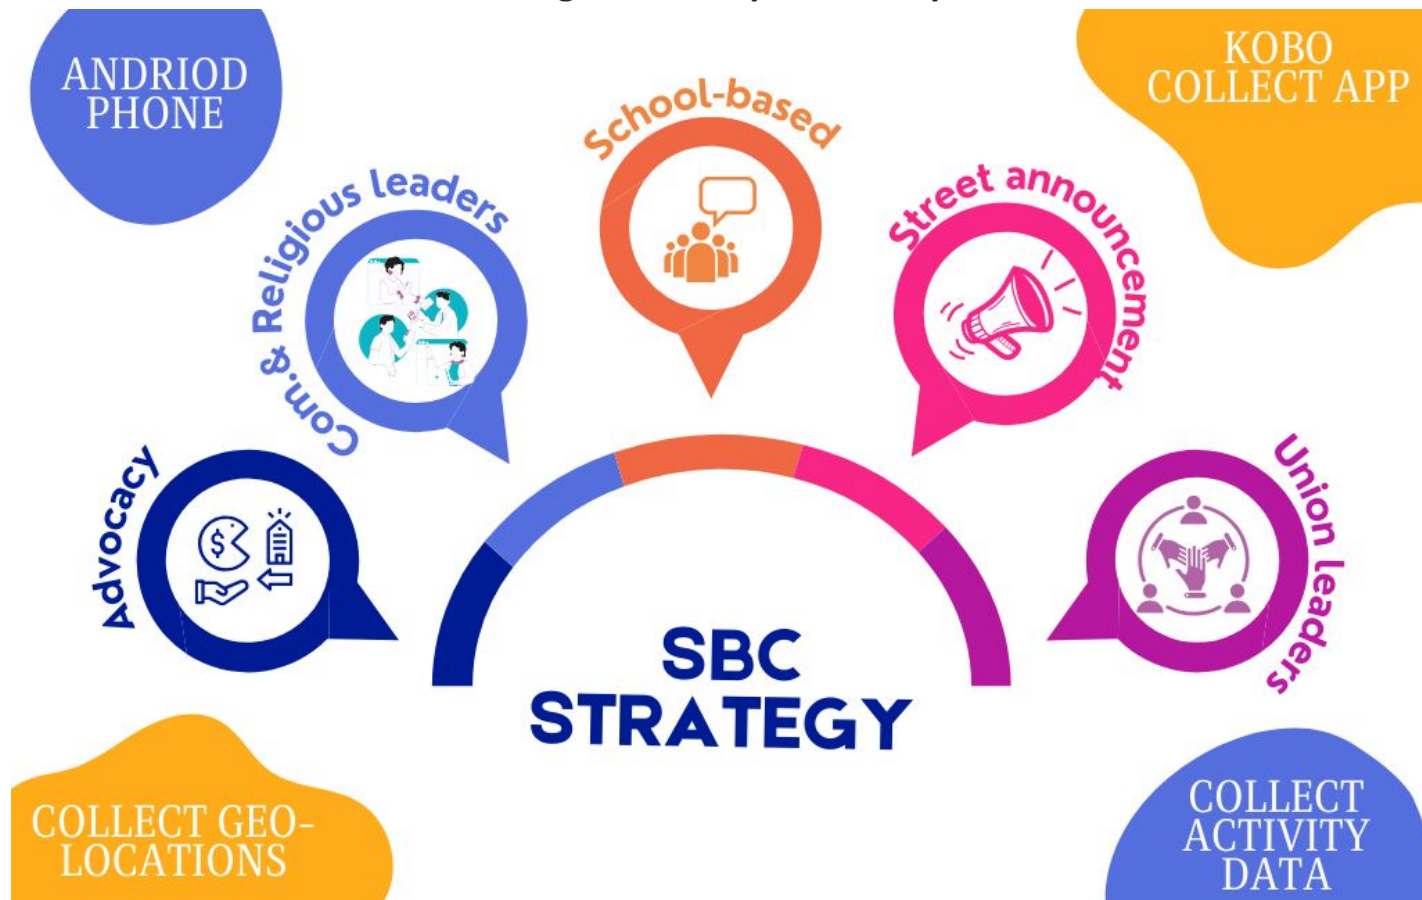 ANDRIOD
PHONE
KOBO
COLLECT APP
School-based
Com.& Religious leaders
Street announcement
Advocacy
$
Union leaders
SBC
STRATEGY
COLLECT GEO-
LOCATIONS
COLLECT
ACTIVITY
DATA